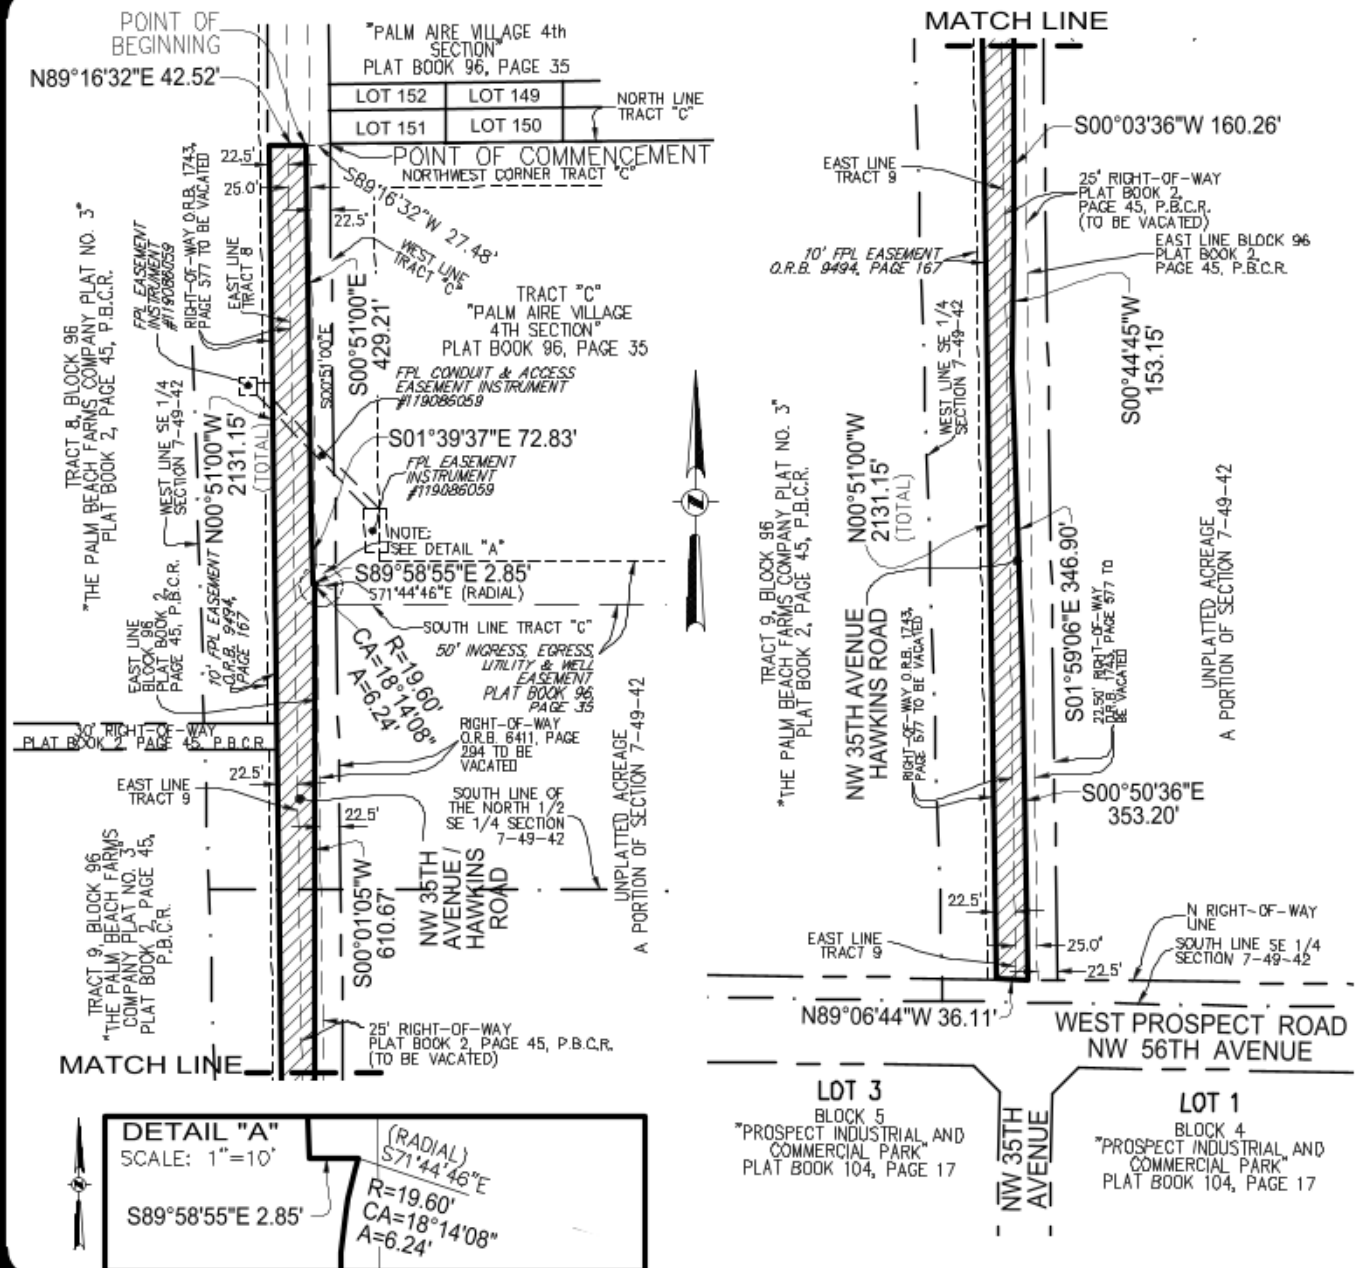 POINT OF
BEGINNING
N89°16'32"E 42.52'
"PALM AIRE VILLAGE 4th
SECTION"
PLAT BOOK 96, PAGE 35
LOT 152
LOT 149
LOT 151
LOT 150
NORTH LINE
TRACT "C"
POINT OF COMMENCEMENT
NORTHWEST CORNER TRACT "C"
S89°16'32"W 27.48'
22.5'
25.0'
22.5'
WEST LINE
TRACT "C"
RIGHT-OF-WAY O.R.B. 1743,
PAGE 577 TO BE VACATED
FPL EASEMENT
INSTRUMENT
#119086059
EAST LINE
TRACT 8
TRACT 8, BLOCK 96
"THE PALM BEACH FARMS COMPANY PLAT NO. 3"
PLAT BOOK 2, PAGE 45, P.B.C.R.
WEST LINE SE 1/4
SECTION 7-49-42
N00°51'00"W
2131.15'
(TOTAL)
S00°51'00"E
S00°51'00"E
429.21'
TRACT "C"
"PALM AIRE VILLAGE
4TH SECTION"
PLAT BOOK 96, PAGE 35
FPL CONDUIT & ACCESS
EASEMENT INSTRUMENT
#119086059
S01°39'37"E 72.83'
FPL EASEMENT
INSTRUMENT
#119086059
NOTE:
SEE DETAIL "A"
S89°58'55"E 2.85'
S71°44'46"E (RADIAL)
SOUTH LINE TRACT "C"
R=19.60'
CA=18°14'08"
A=6.24'
50' INGRESS, EGRESS,
UTILITY & WELL
EASEMENT
PLAT BOOK 96,
PAGE 35
EAST LINE
BLOCK 96
PLAT BOOK 2,
PAGE 45, P.B.C.R.
10' FPL EASEMENT
O.R.B. 9494,
PAGE 167
30' RIGHT-OF-WAY
PLAT BOOK 2, PAGE 45, P.B.C.R.
RIGHT-OF-WAY
O.R.B. 6411, PAGE
294 TO BE
VACATED
22.5'
EAST LINE
TRACT 9
22.5'
SOUTH LINE OF
THE NORTH 1/2
SE 1/4 SECTION
7-49-42
UNPLATTED ACREAGE
A PORTION OF SECTION 7-49-42
TRACT 9, BLOCK 96
"THE PALM BEACH FARMS
COMPANY PLAT NO. 3"
PLAT BOOK 2, PAGE 45,
P.B.C.R.
S00°01'05"W
610.67'
NW 35TH
AVENUE/
HAWKINS
ROAD
25' RIGHT-OF-WAY
PLAT BOOK 2, PAGE 45, P.B.C.R.
(TO BE VACATED)
MATCH LINE
DETAIL "A"
SCALE: 1"=10'
S89°58'55"E 2.85'
(RADIAL)
S71°44'46"E
R=19.60'
CA=18°14'08"
A=6.24'
N
MATCH LINE
S00°03'36"W 160.26'
EAST LINE
TRACT 9
25' RIGHT-OF-WAY
PLAT BOOK 2,
PAGE 45, P.B.C.R.
(TO BE VACATED)
10' FPL EASEMENT
O.R.B. 9494, PAGE 167
EAST LINE BLOCK 96
PLAT BOOK 2,
PAGE 45, P.B.C.R.
WEST LINE SE 1/4
SECTION 7-49-42
S00°44'45"W
153.15'
TRACT 9, BLOCK 96
"THE PALM BEACH FARMS COMPANY PLAT NO. 3"
PLAT BOOK 2, PAGE 45, P.B.C.R.
N00°51'00"W
2131.15'
(TOTAL)
NW 35TH AVENUE
HAWKINS ROAD
RIGHT-OF-WAY O.R.B. 1743,
PAGE 577 TO BE VACATED
S01°59'06"E 346.90'
22.50' RIGHT-OF-WAY
O.R.B. 1743, PAGE 577 TO
BE VACATED
UNPLATTED ACREAGE
A PORTION OF SECTION 7-49-42
S00°50'36"E
353.20'
22.5'
EAST LINE
TRACT 9
25.0'
22.5'
N RIGHT-OF-WAY
LINE
SOUTH LINE SE 1/4
SECTION 7-49-42
N89°06'44"W 36.11'
WEST PROSPECT ROAD
NW 56TH AVENUE
LOT 3
BLOCK 5
"PROSPECT INDUSTRIAL AND
COMMERCIAL PARK"
PLAT BOOK 104, PAGE 17
NW 35TH
AVENUE
LOT 1
BLOCK 4
"PROSPECT INDUSTRIAL AND
COMMERCIAL PARK"
PLAT BOOK 104, PAGE 17